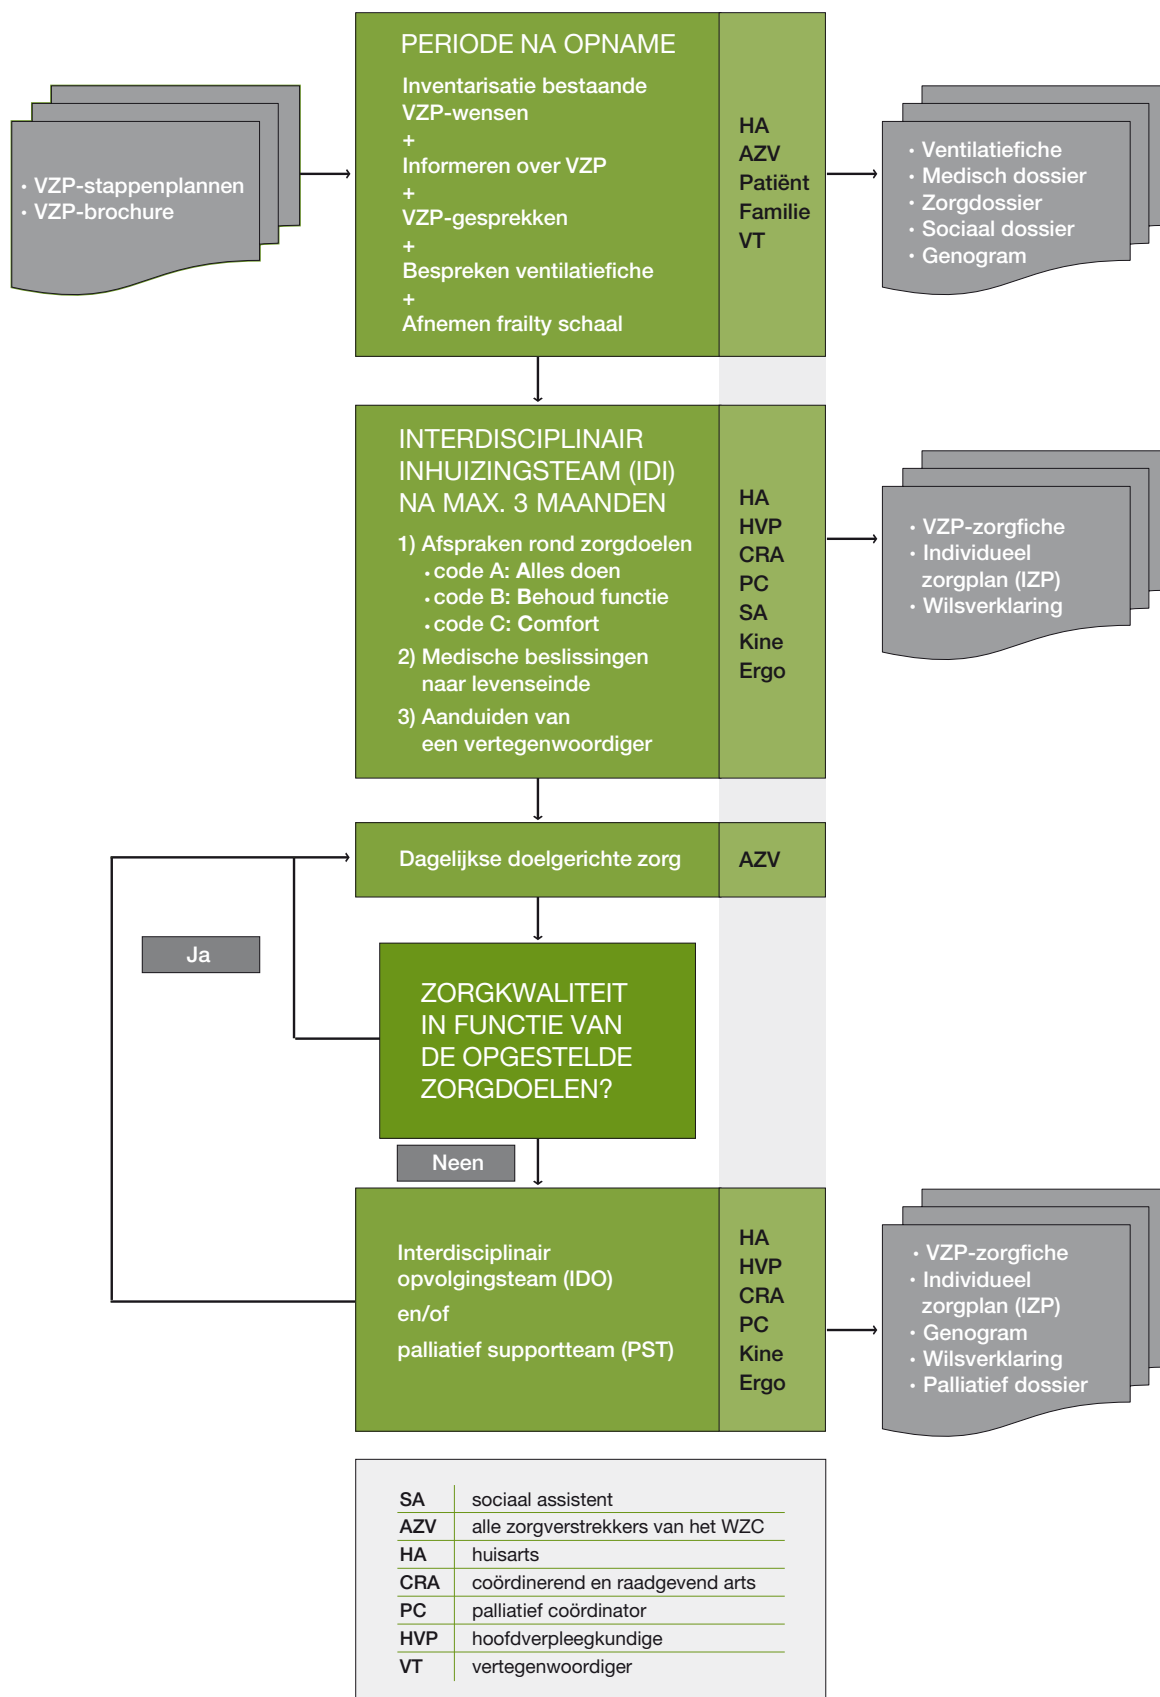 • VZP-stappenplannen
• VZP-brochure
PERIODE NA OPNAME
Inventarisatie bestaande
VZP-wensen
+
Informeren over VZP
+
VZP-gesprekken
+
Bespreken ventilatiefiche
+
Afnemen frailty schaal
HA
AZV
Patiënt
Familie
VT
• Ventilatiefiche
• Medisch dossier
• Zorgdossier
• Sociaal dossier
• Genogram
INTERDISCIPLINAIR
INHUIZINGSTEAM (IDI)
NA MAX. 3 MAANDEN
1) Afspraken rond zorgdoelen
• code A: Alles doen
• code B: Behoud functie
• code C: Comfort
2) Medische beslissingen
naar levenseinde
3) Aanduiden van
een vertegenwoordiger
HA
HVP
CRA
PC
SA
Kine
Ergo
• VZP-zorgfiche
• Individueel
zorgplan (IZP)
• Wilsverklaring
Dagelijkse doelgerichte zorg
AZV
Ja
ZORGKWALITEIT
IN FUNCTIE VAN
DE OPGESTELDE
ZORGDOELEN?
Neen
Interdisciplinair
opvolgingsteam (IDO)
en/of
palliatief supportteam (PST)
HA
HVP
CRA
PC
Kine
Ergo
• VZP-zorgfiche
• Individueel
zorgplan (IZP)
• Genogram
• Wilsverklaring
• Palliatief dossier
SA sociaal assistent
AZV alle zorgverstrekkers van het WZC
HA huisarts
CRA coördinerend en raadgevend arts
PC palliatief coördinator
HVP hoofdverpleegkundige
VT vertegenwoordiger